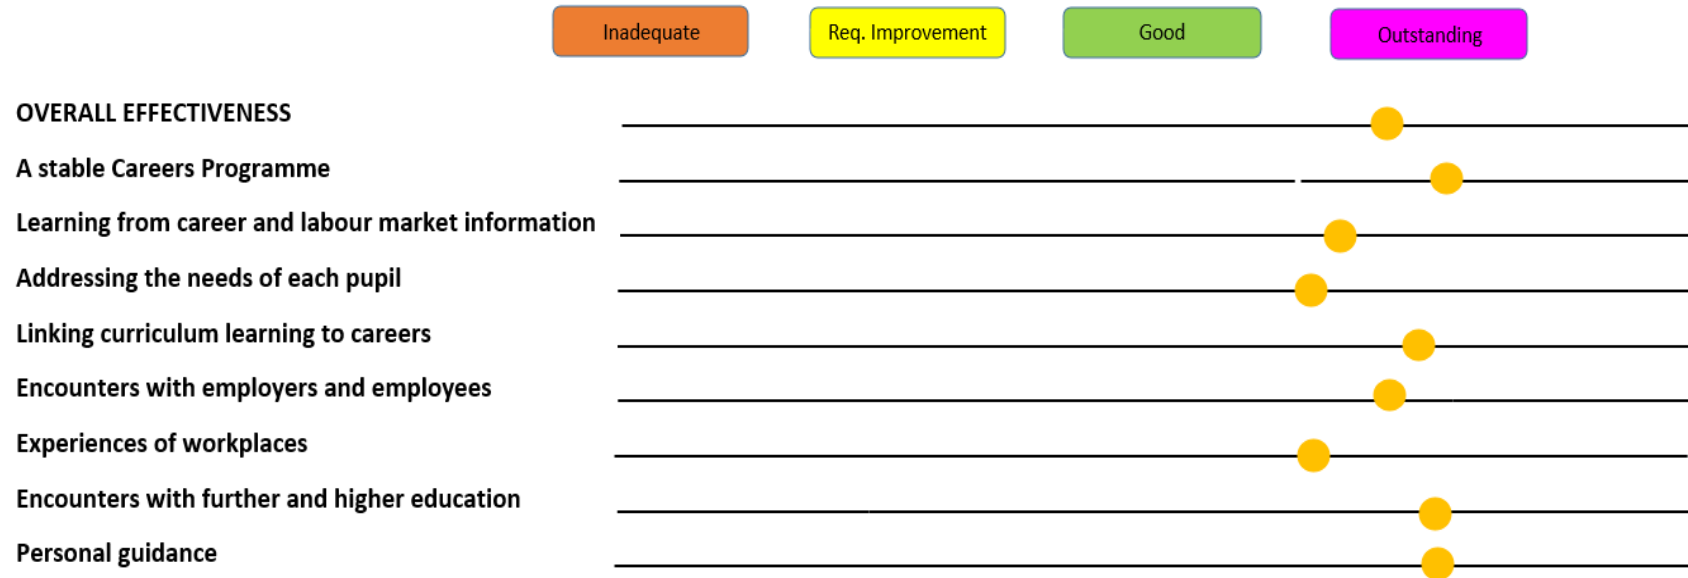 Inadequate
Req. Improvement
Good
Outstanding
OVERALL EFFECTIVENESS
A stable Careers Programme
Learning from career and labour market information
Addressing the needs of each pupil
Linking curriculum learning to careers
Encounters with employers and employees
Experiences of workplaces
Encounters with further and higher education
Personal guidance